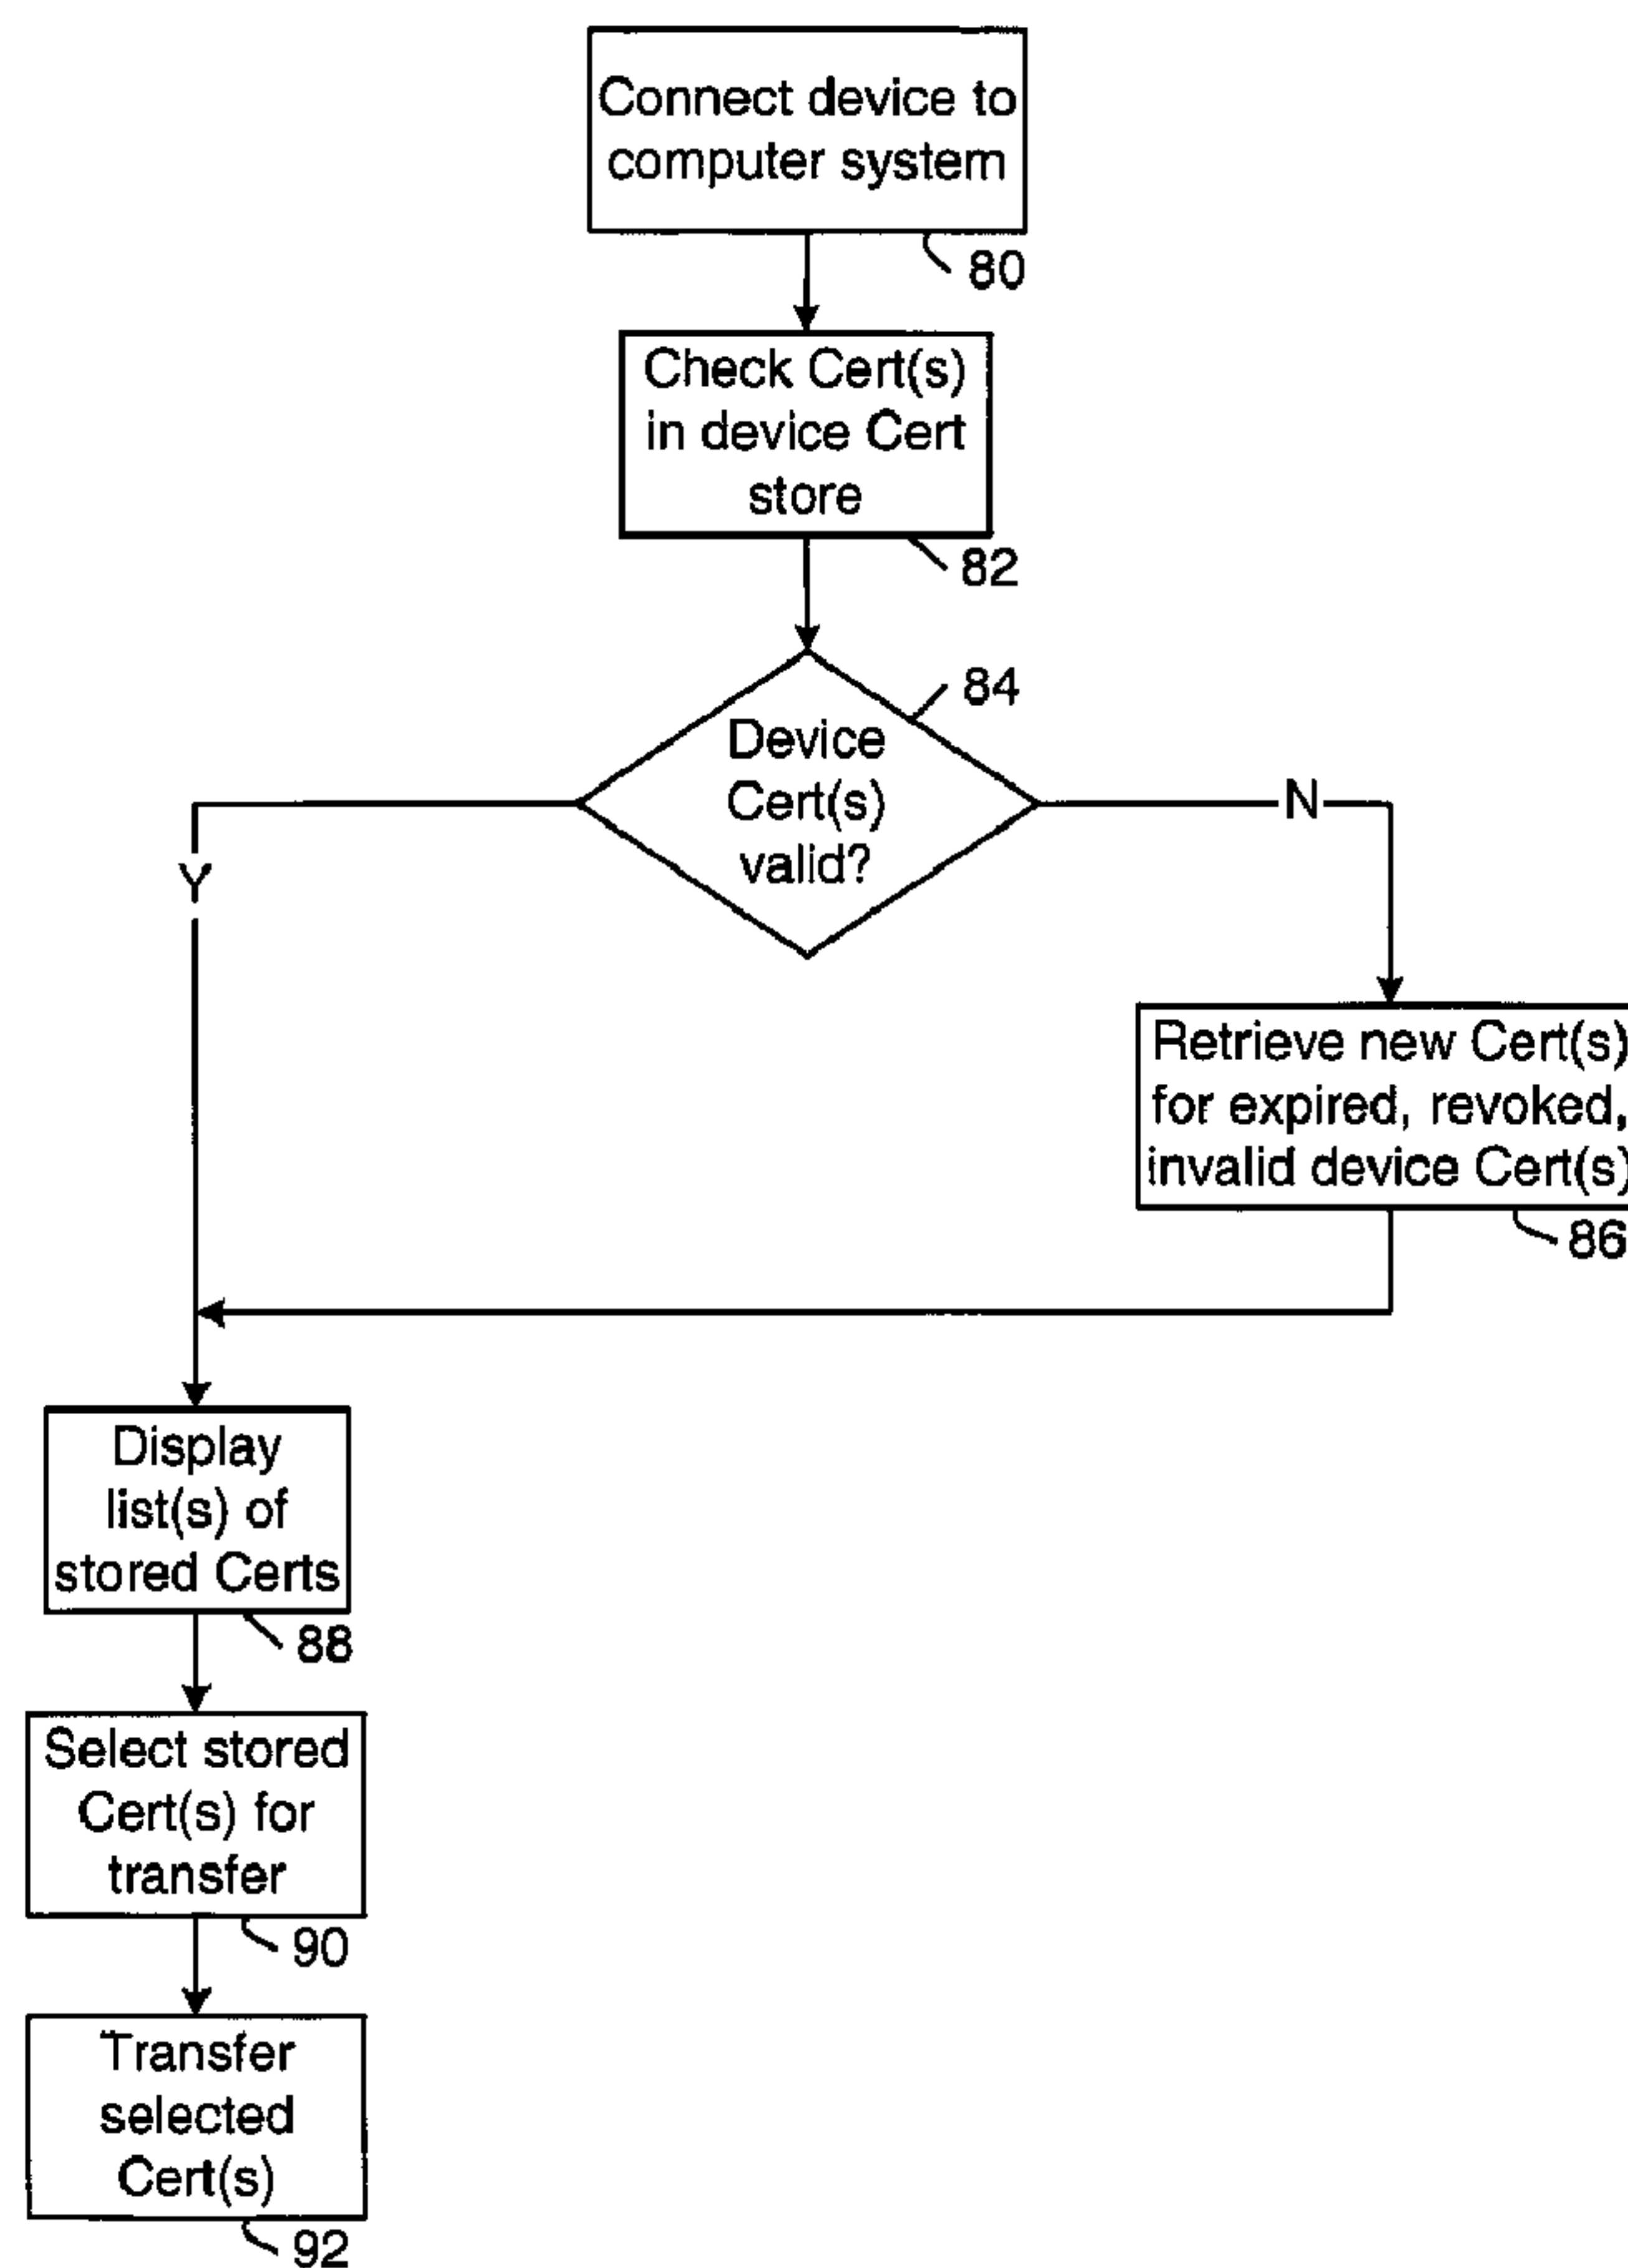 Connect device to
computer system
80
Check Cert(s)
in device Cert
store
82
84
Device
Cert(s)
valid?
N
Y
Retrieve new Cert(s)
for expired, revoked,
invalid device Cert(s)
86
Display
list(s) of
stored Certs
88
Select stored
Cert(s) for
transfer
90
Transfer
selected
Cert(s)
92